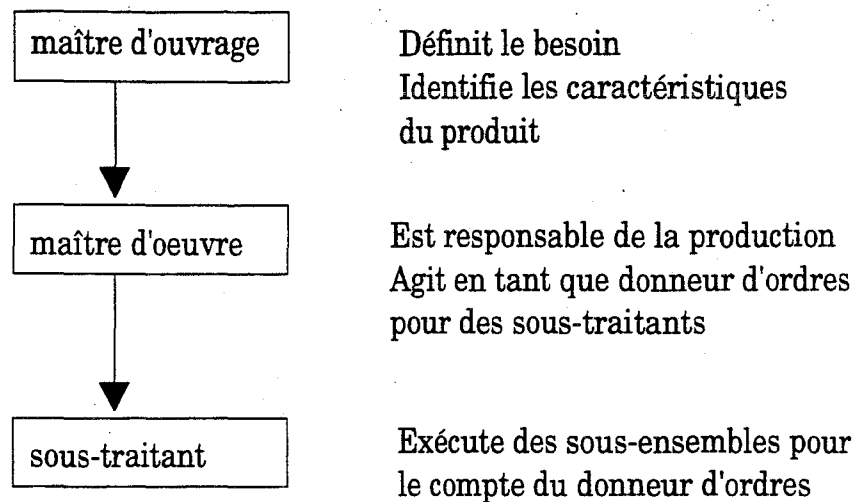 maître d'ouvrage
Définit le besoin
Identifie les caractéristiques
du produit
maître d'oeuvre
Est responsable de la production
Agit en tant que donneur d'ordres
pour des sous-traitants
sous-traitant
Exécute des sous-ensembles pour
le compte du donneur d'ordres